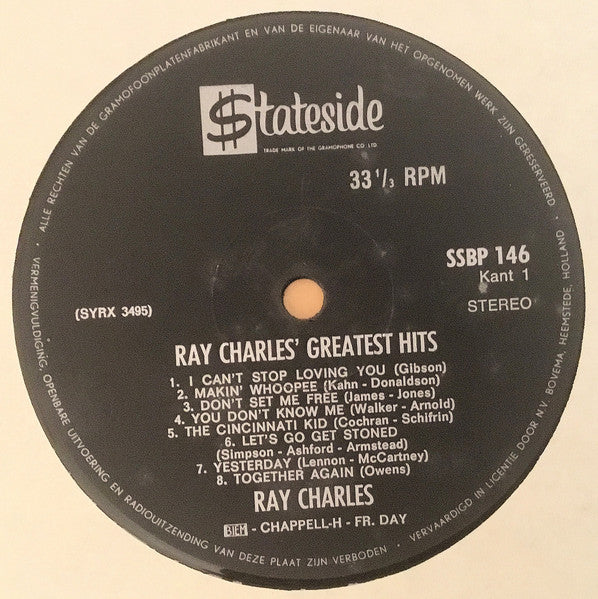 ALLE RECHTEN VAN DE GRAMOFOONPLATENFABRIKANT EN VAN DE EIGENAAR VAN HET OPGENOMEN WERK ZIJN GERESERVEERD
$tateside
TRADE MARK OF THE GRAMOPHONE CO. LTD.
33 1/3 RPM
SSBP 146
Kant 1
(SYRX 3495)
STEREO
RAY CHARLES' GREATEST HITS
1. I CAN'T STOP LOVING YOU (Gibson)
2. MAKIN' WHOOPEE (Kahn - Donaldson)
3. DON'T SET ME FREE (James - Jones)
4. YOU DON'T KNOW ME (Walker - Arnold)
5. THE CINCINNATI KID (Cochran - Schifrin)
6. LET'S GO GET STONED
(Simpson - Ashford - Armstead)
7. YESTERDAY (Lennon - McCartney)
8. TOGETHER AGAIN (Owens)
RAY CHARLES
BIEM - CHAPPELL-H - FR. DAY
VERMENIGVULDIGING, OPENBARE UITVOERING EN RADIOUITZENDING VAN DEZE PLAAT ZIJN VERBODEN - VERVAARDIGD IN LICENTIE DOOR N.V. BOVEMA, HEEMSTEDE, HOLLAND -